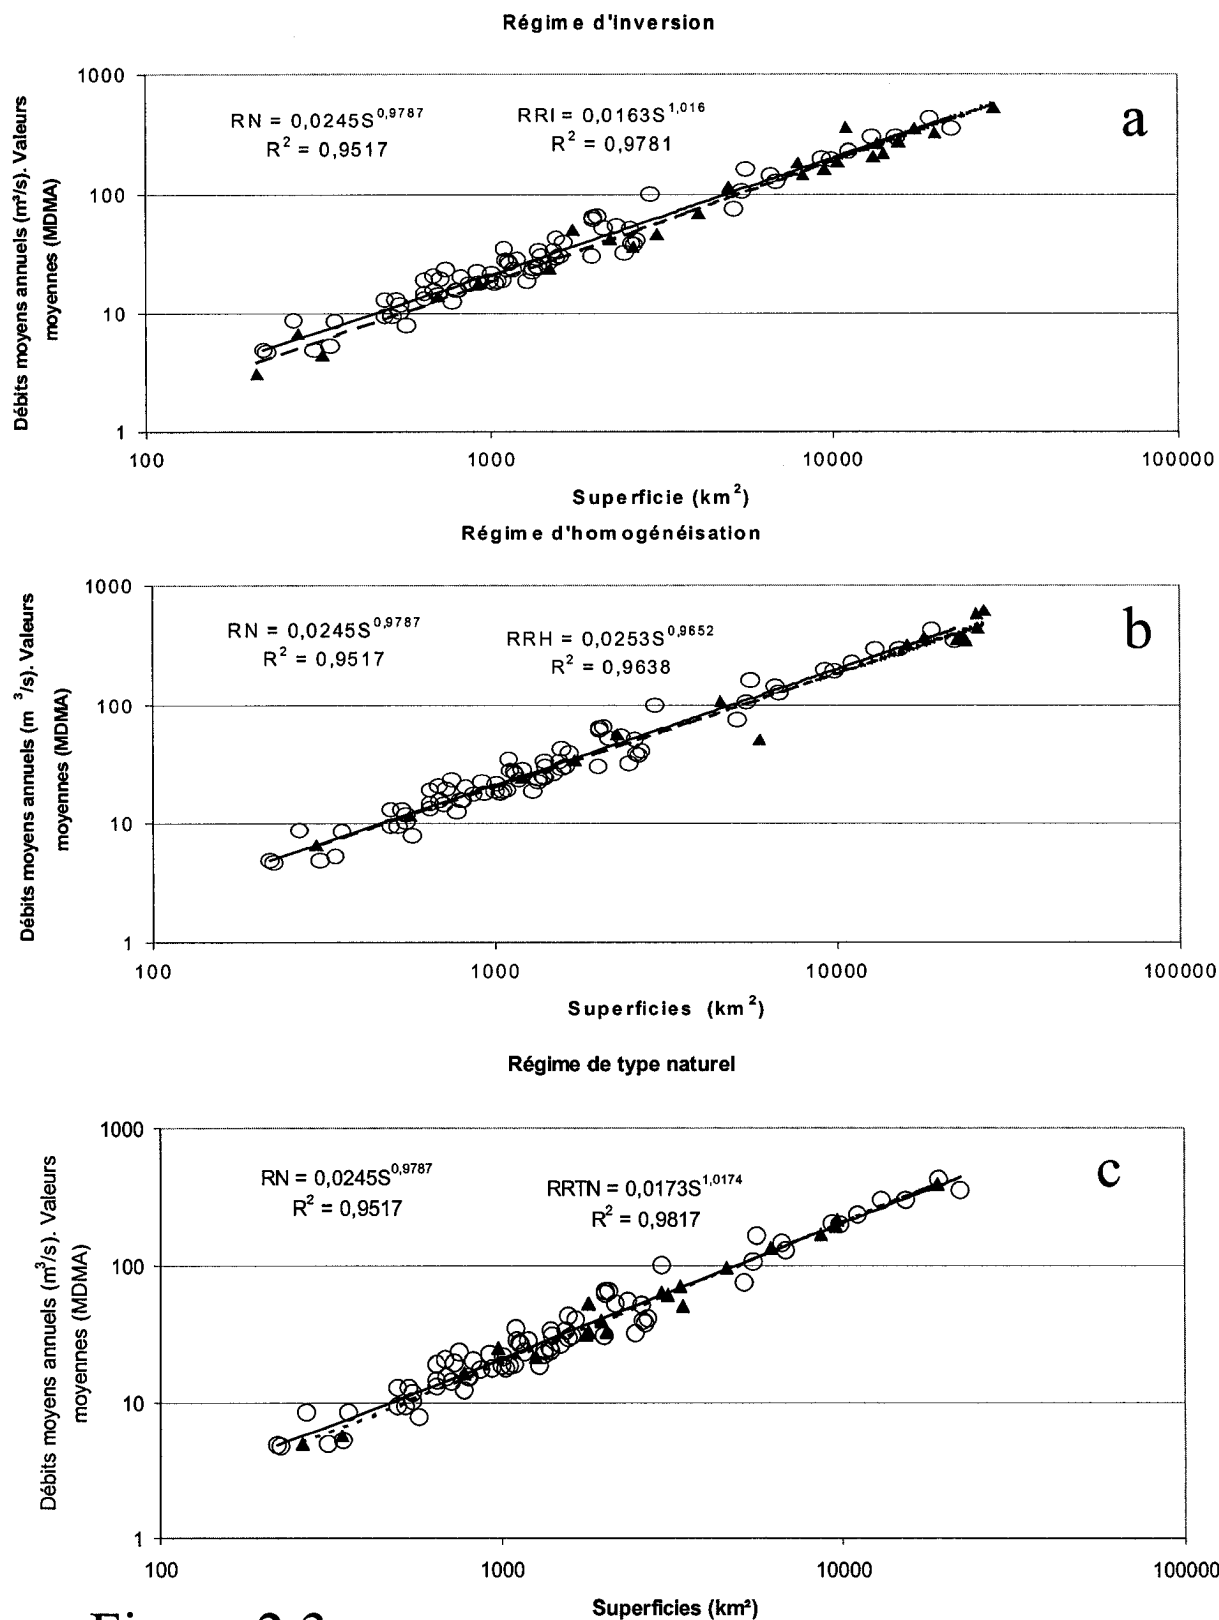 Régime d'inversion
1000
100
10
1
RN = 0,0245S^0,9787
R² = 0,9517
RRI = 0,0163S^1,016
R² = 0,9781
a
Débits moyens annuels (m³/s). Valeurs
moyennes (MDMA)
100 1000 10000 100000
Superficie (km²)
Régime d'homogénéisation
1000
100
10
1
RN = 0,0245S^0,9787
R² = 0,9517
RRH = 0,0253S^0,9652
R² = 0,9638
b
Débits moyens annuels (m³/s). Valeurs
moyennes (MDMA)
100 1000 10000 100000
Superficies (km²)
Régime de type naturel
1000
100
10
1
RN = 0,0245S^0,9787
R² = 0,9517
RRTN = 0,0173S^1,0174
R² = 0,9817
c
Débits moyens annuels (m³/s). Valeurs
moyennes (MDMA)
100 1000 10000 100000
Superficies (km²)